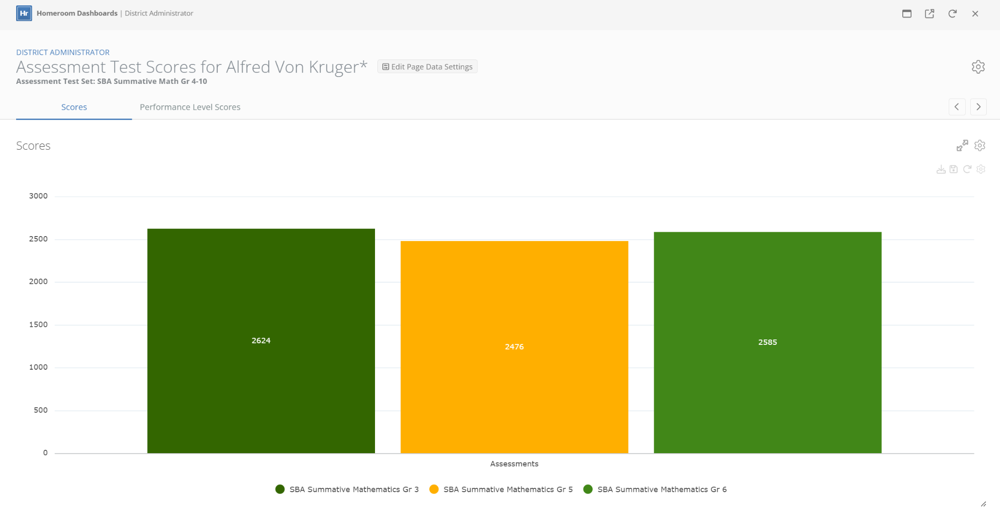 Hr Homeroom Dashboards | District Administrator
DISTRICT ADMINISTRATOR
Assessment Test Scores for Alfred Von Kruger* Edit Page Data Settings
Assessment Test Set: SBA Summative Math Gr 4-10
Scores Performance Level Scores
Scores
3000
2500
2000
1500
1000
500
0
2624
2476
2585
Assessments
SBA Summative Mathematics Gr 3 SBA Summative Mathematics Gr 5 SBA Summative Mathematics Gr 6